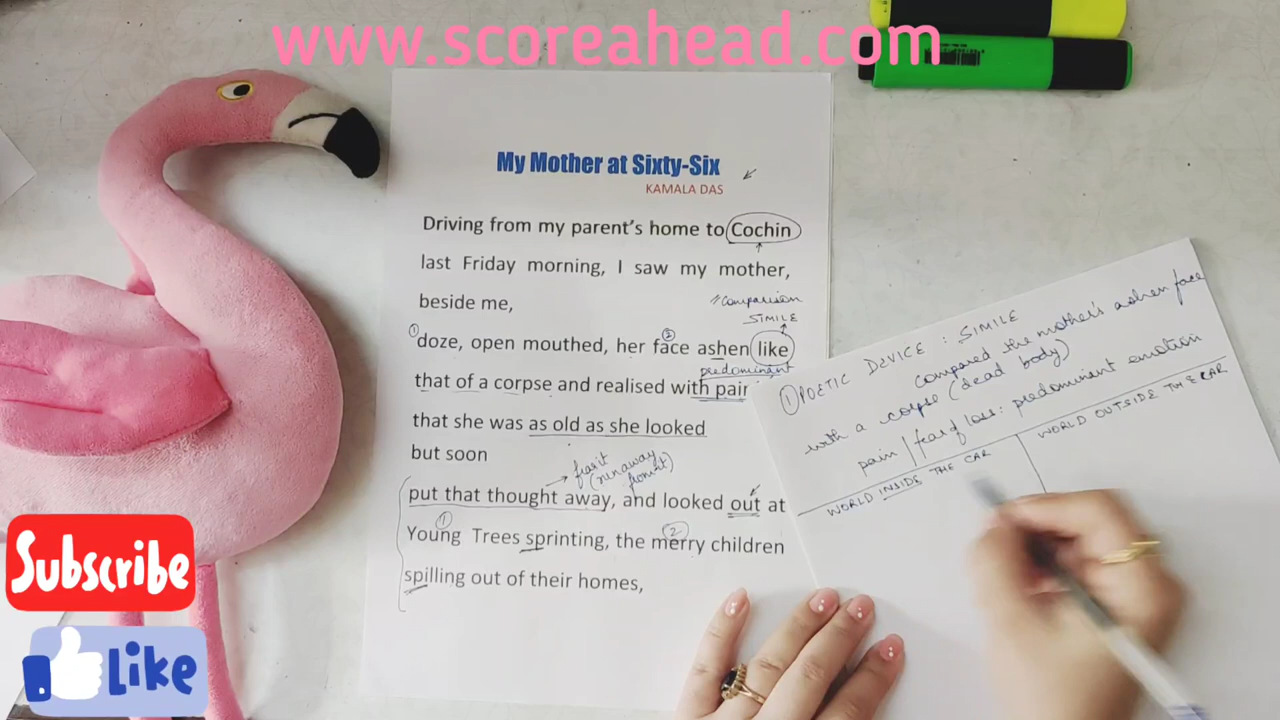 www.scoreahead.com
My Mother at Sixty-Six
KAMALA DAS
Driving from my parent's home to Cochin
last Friday morning, I saw my mother,
beside me,
comparison
SIMILE
① ③
doze, open mouthed, her face ashen like
predominant
that of a corpse and realised with pain
that she was as old as she looked
but soon
put that thought away, and looked out at
① ②
Young Trees sprinting, the merry children
spilling out of their homes,
① POETIC DEVICE : SIMILE
compared the mother's ashen face
with a corpse (dead body)
pain / fear of loss : predominant emotion
WORLD INSIDE THE CAR
WORLD OUTSIDE THE CAR
Subscribe
Like